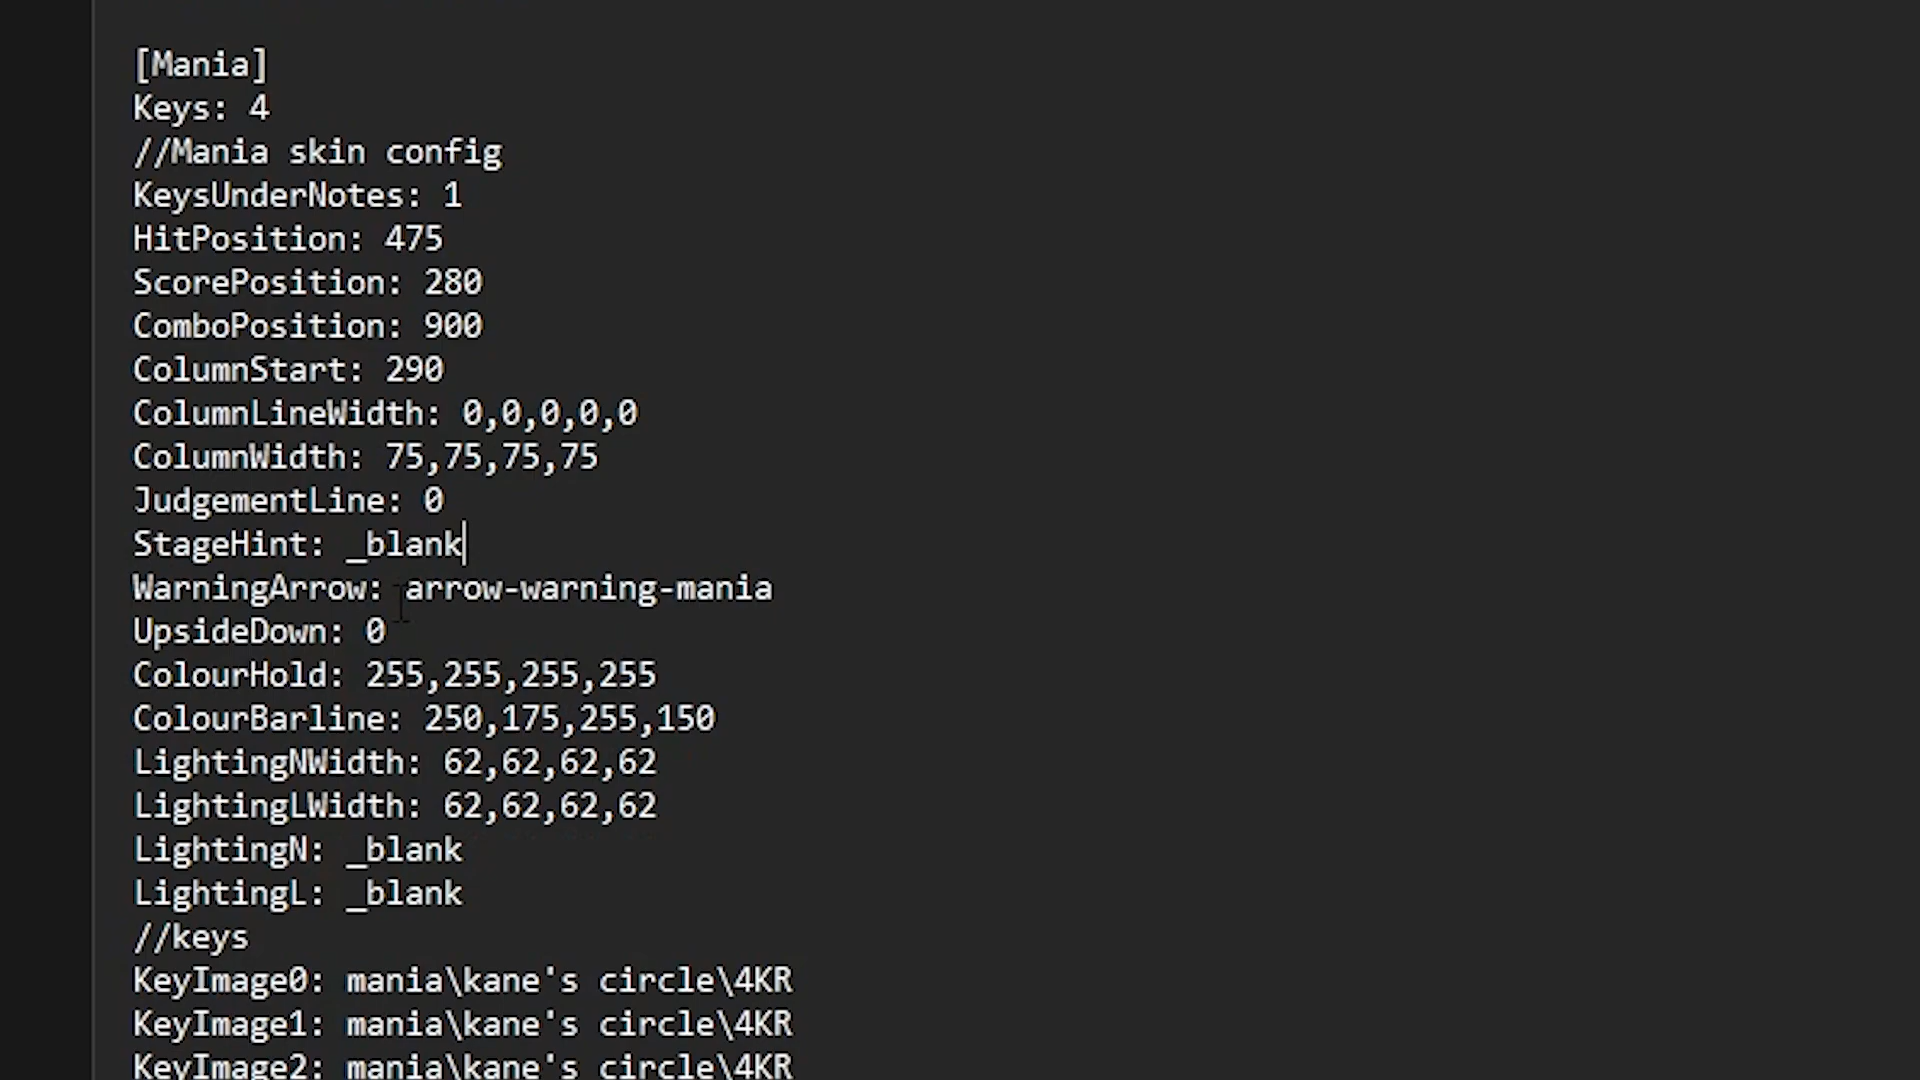 [Mania]
Keys: 4
//Mania skin config
KeysUnderNotes: 1
HitPosition: 475
ScorePosition: 280
ComboPosition: 900
ColumnStart: 290
ColumnLineWidth: 0,0,0,0,0
ColumnWidth: 75,75,75,75
JudgementLine: 0
StageHint: _blank
WarningArrow: arrow-warning-mania
UpsideDown: 0
ColourHold: 255,255,255,255
ColourBarline: 250,175,255,150
LightingNWidth: 62,62,62,62
LightingLWidth: 62,62,62,62
LightingN: _blank
LightingL: _blank
//keys
KeyImage0: mania\kane's circle\4KR
KeyImage1: mania\kane's circle\4KR
KeyImage2: mania\kane's circle\4KR